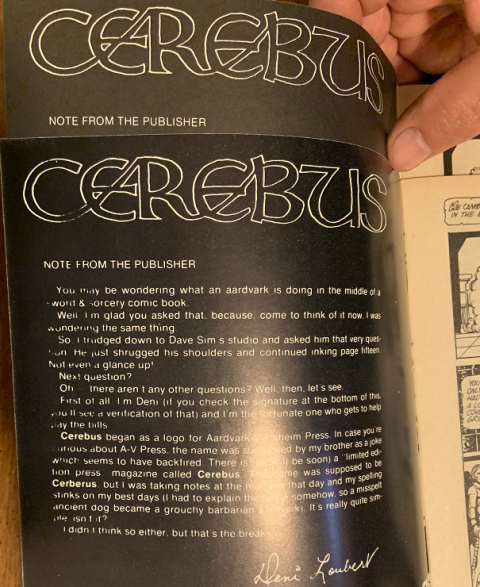 CEREBUS
NOTE FROM THE PUBLISHER
CEREBUS
NOTE FROM THE PUBLISHER
You may be wondering what an aardvark is doing in the middle of a
sword & sorcery comic book.
Well. I'm glad you asked that, because, come to think of it now, I was
wondering the same thing.
So, I trudged down to Dave Sim's studio and asked him that very ques-
tion. He just shrugged his shoulders and continued inking page fifteen.
Not even a glance up!
Next question?
Oh there aren't any other questions? Well, then, let's see.
First of all I'm Deni (if you check the signature at the bottom of this,
you'll see a verification of that) and I'm the fortunate one who gets to help
pay the bills
Cerebus began as a logo for Aardvark Press. In case you're
curious about A-V Press, the name was by my brother as a joke
which seems to have backfired. There is will be soon) a "limited edi-
tion press magazine called Cerebus. was supposed to be
Cerberus, but I was taking notes at the that day and my spelling
stinks on my best days (I had to explain the somehow, so a misspelt
ancient dog became a grouchy barbarian It's really quite sim-
ple, isn't it?
I didn't think so either, but that's the
Deni Loubert
ONE
IN THE